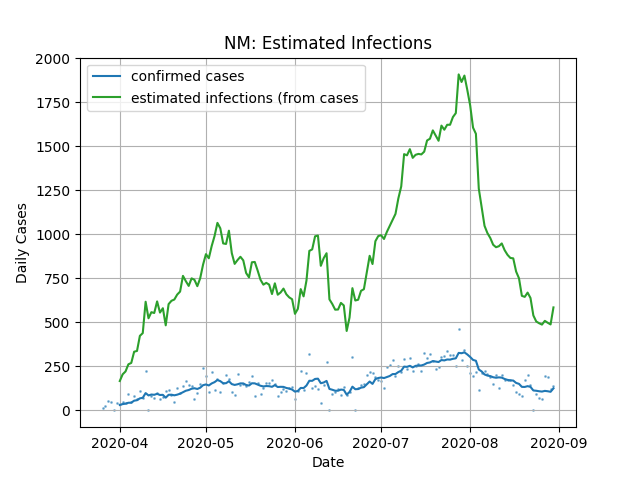 NM: Estimated Infections
confirmed cases
estimated infections (from cases
Daily Cases
2000
1750
1500
1250
1000
750
500
250
0
2020-04 2020-05 2020-06 2020-07 2020-08 2020-09
Date